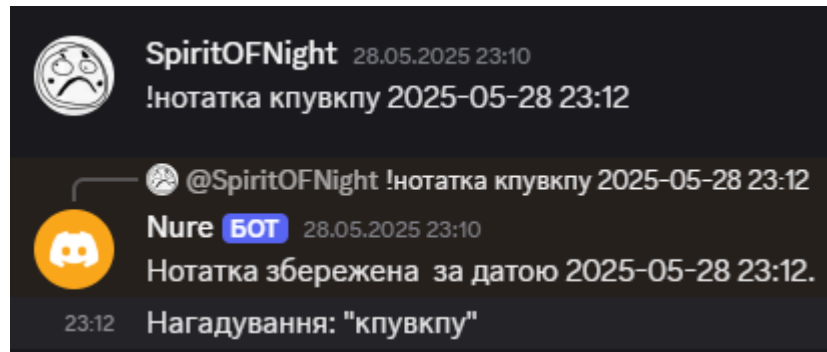 SpiritOFNight 28.05.2025 23:10
!нотатка кпувкпу 2025-05-28 23:12
@SpiritOFNight !нотатка кпувкпу 2025-05-28 23:12
Nure БОТ 28.05.2025 23:10
Нотатка збережена за датою 2025-05-28 23:12.
23:12 Нагадування: "кпувкпу"